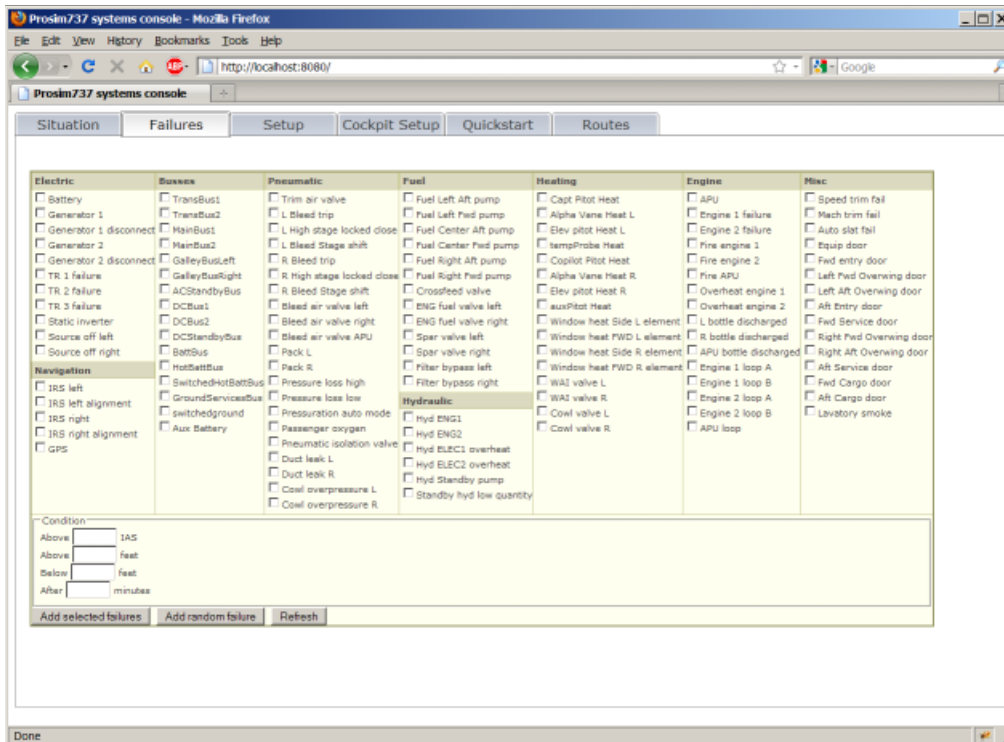 Prosim737 systems console - Mozilla Firefox
File Edit View History Bookmarks Tools Help
ABP http://localhost:8080/ Google
Prosim737 systems console
Situation Failures Setup Cockpit Setup Quickstart Routes
Electric
Battery
Generator 1
Generator 1 disconnect
Generator 2
Generator 2 disconnect
TR 1 failure
TR 2 failure
TR 3 failure
Static inverter
Source off left
Source off right
Navigation
IRS left
IRS left alignment
IRS right
IRS right alignment
GPS
Busses
TransBus1
TransBus2
MainBus1
MainBus2
GalleyBusLeft
GalleyBusRight
ACStandbyBus
DCBus1
DCBus2
DCStandbyBus
BattBus
HotBattBus
SwitchedHotBattBus
GroundServicesBus
switchedground
Aux Battery
Pneumatic
Trim air valve
L Bleed trip
L High stage locked close
L Bleed Stage shift
R Bleed trip
R High stage locked close
R Bleed Stage shift
Bleed air valve left
Bleed air valve right
Bleed air valve APU
Pack L
Pack R
Pressure loss high
Pressure loss low
Pressuration auto mode
Passenger oxygen
Pneumatic isolation valve
Duct leak L
Duct leak R
Cowl overpressure L
Cowl overpressure R
Fuel
Fuel Left Aft pump
Fuel Left Fwd pump
Fuel Center Aft pump
Fuel Center Fwd pump
Fuel Right Aft pump
Fuel Right Fwd pump
Crossfeed valve
ENG fuel valve left
ENG fuel valve right
Spar valve left
Spar valve right
Filter bypass left
Filter bypass right
Hydraulic
Hyd ENG1
Hyd ENG2
Hyd ELEC1 overheat
Hyd ELEC2 overheat
Hyd Standby pump
Standby hyd low quantity
Heating
Capt Pitot Heat
Alpha Vane Heat L
Elev pitot Heat L
tempProbe Heat
Copilot Pitot Heat
Alpha Vane Heat R
Elev pitot Heat R
auxPitot Heat
Window heat Side L element
Window heat FWD L element
Window heat Side R element
Window heat FWD R element
WAI valve L
WAI valve R
Cowl valve L
Cowl valve R
Engine
APU
Engine 1 failure
Engine 2 failure
Fire engine 1
Fire engine 2
Fire APU
Overheat engine 1
Overheat engine 2
L bottle discharged
R bottle discharged
APU bottle discharged
Engine 1 loop A
Engine 1 loop B
Engine 2 loop A
Engine 2 loop B
APU loop
Misc
Speed trim fail
Mach trim fail
Auto slat fail
Equip door
Fwd entry door
Left Fwd Overwing door
Left Aft Overwing door
Aft Entry door
Fwd Service door
Right Fwd Overwing door
Right Aft Overwing door
Aft Service door
Fwd Cargo door
Aft Cargo door
Lavatory smoke
Condition
Above IAS
Above feet
Below feet
After minutes
Add selected failures Add random failure Refresh
Done